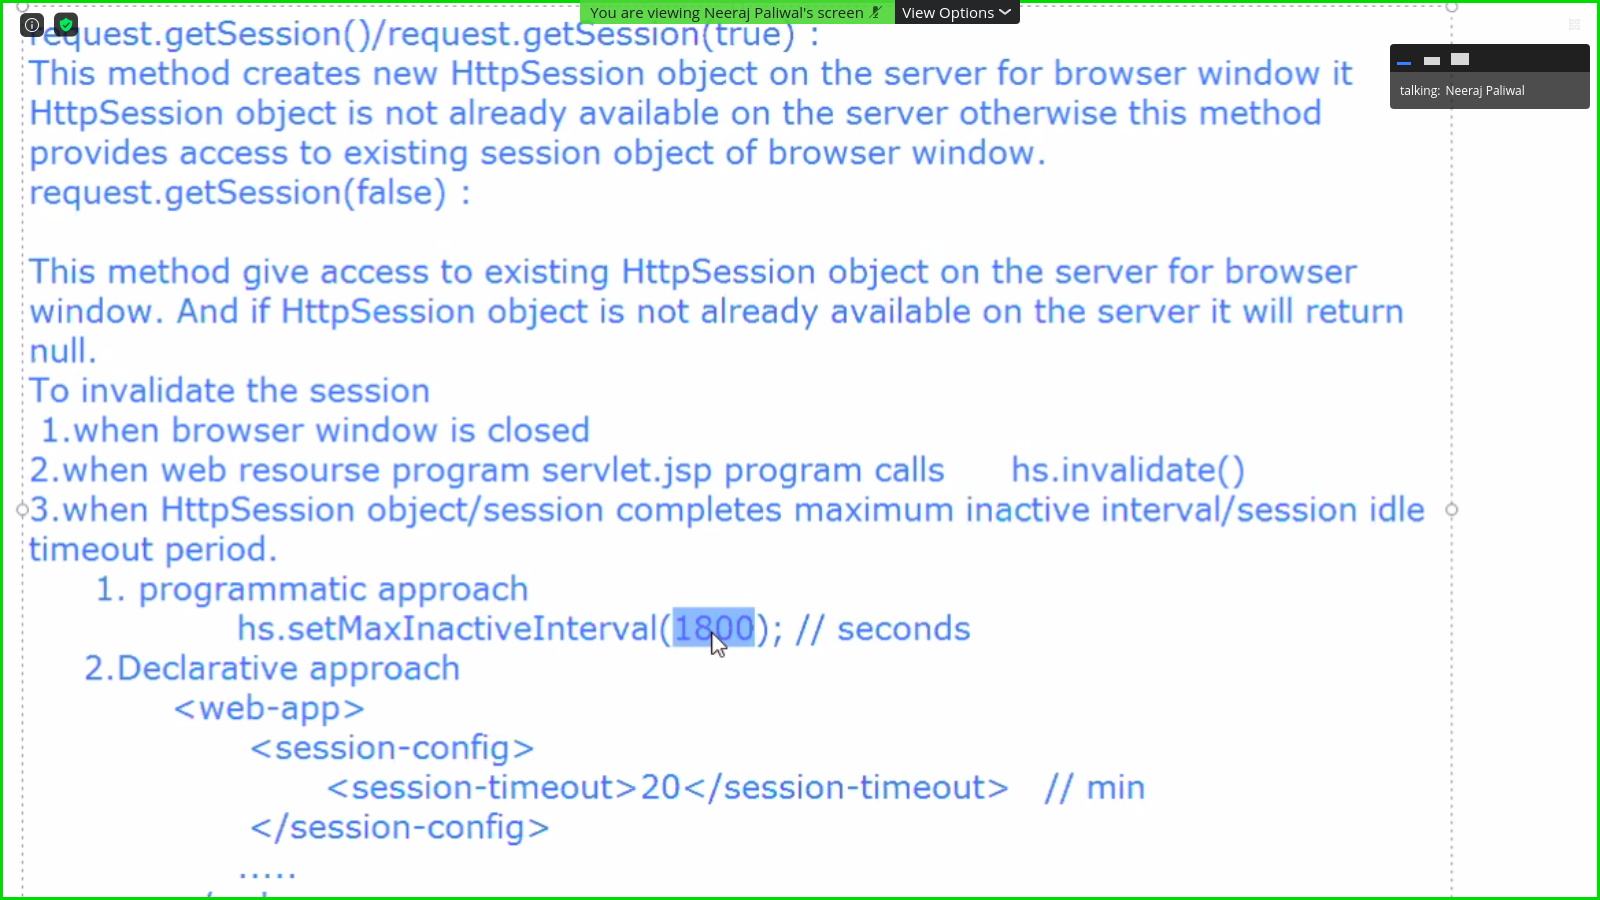 You are viewing Neeraj Paliwal's screen
View Options
request.getSession()/request.getSession(true) :
This method creates new HttpSession object on the server for browser window it
HttpSession object is not already available on the server otherwise this method
provides access to existing session object of browser window.
request.getSession(false) :
This method give access to existing HttpSession object on the server for browser
window. And if HttpSession object is not already available on the server it will return
null.
To invalidate the session
1.when browser window is closed
2.when web resourse program servlet.jsp program calls hs.invalidate()
3.when HttpSession object/session completes maximum inactive interval/session idle
timeout period.
1. programmatic approach
hs.setMaxInactiveInterval(1800); // seconds
2.Declarative approach
<web-app>
<session-config>
<session-timeout>20</session-timeout> // min
</session-config>
.....
talking: Neeraj Paliwal